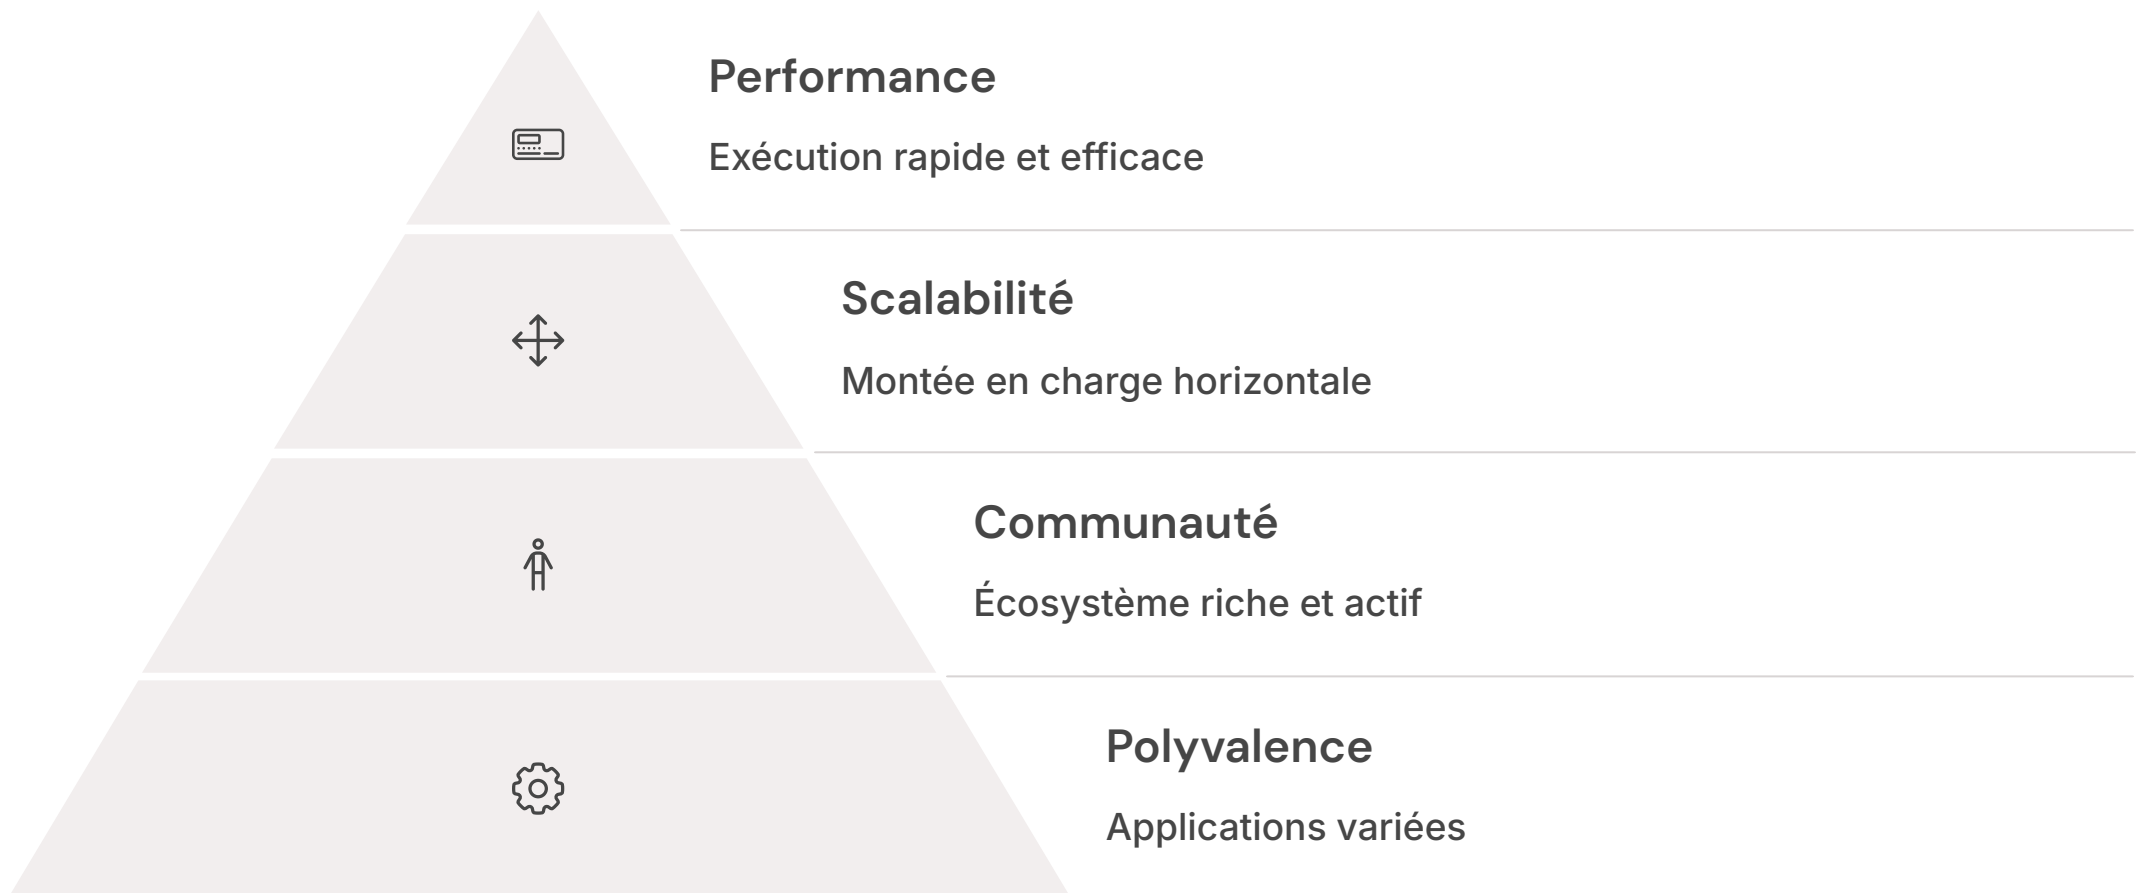 Performance
Exécution rapide et efficace
Scalabilité
Montée en charge horizontale
Communauté
Écosystème riche et actif
Polyvalence
Applications variées